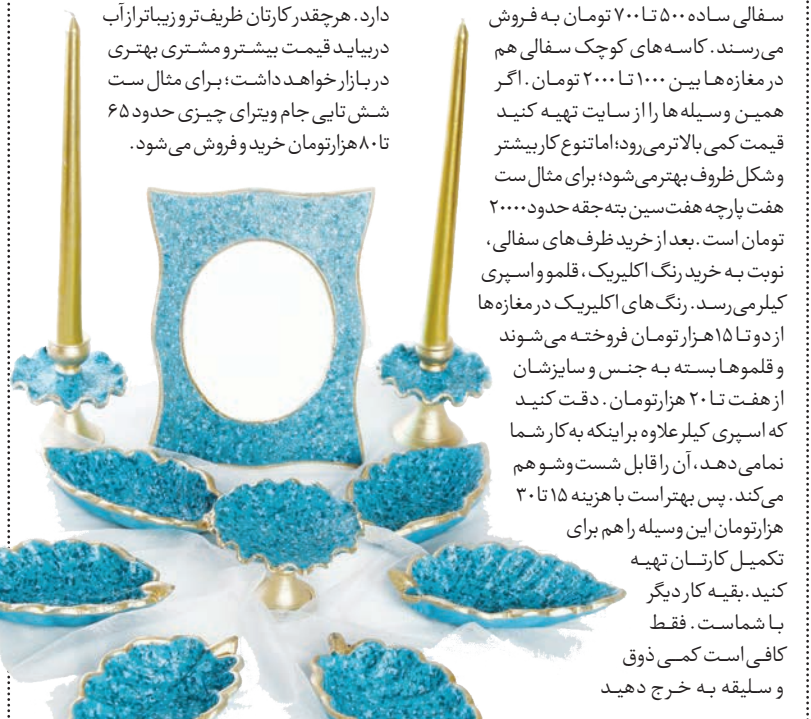 سفالی ساده ۵۰۰ تا ۷۰۰ تومان به فروش
می‌رسند. کاسه‌های کوچک سفالی هم
در مغازه‌ها بین ۱۰۰۰ تا ۲۰۰۰ تومان. اگر
همین وسیله ها را از سایت تهیه کنید
قیمت کمی بالاتر می‌رود؛ اما تنوع کار بیشتر
و شکل ظروف بهتر می‌شود؛ برای مثال ست
هفت پارچه هفت‌سین بته جقه حدود ۲۰۰۰۰
تومان است. بعد از خرید ظرف‌های سفالی،
نوبت به خرید رنگ اکلیریک، قلمو و اسپری
کیلر می‌رسد. رنگ‌های اکلیریک در مغازه‌ها
از دو تا ۱۵ هزار تومان فروخته می‌شوند
و قلموها بسته به جنس و سایزشان
از هفت تا ۲۰ هزارتومان. دقت کنید
که اسپری کیلر علاوه بر اینکه به کار شما
نما می‌دهد، آن را قابل شست‌وشو هم
می‌کند. پس بهتر است با هزینه ۱۵ تا ۳۰
هزارتومان این وسیله را هم برای
تکمیل کارتان تهیه
کنید. بقیه کار دیگر
با شماست. فقط
کافی است کمی ذوق
و سلیقه به خرج دهید
دارد. هرچقدر کارتان ظریف‌تر و زیباتر از آب
دربیاید قیمت بیشتر و مشتری بهتری
در بازار خواهد داشت؛ برای مثال ست
شش تایی جام ویترای چیزی حدود ۶۵
تا ۸۰ هزارتومان خرید و فروش می‌شود.